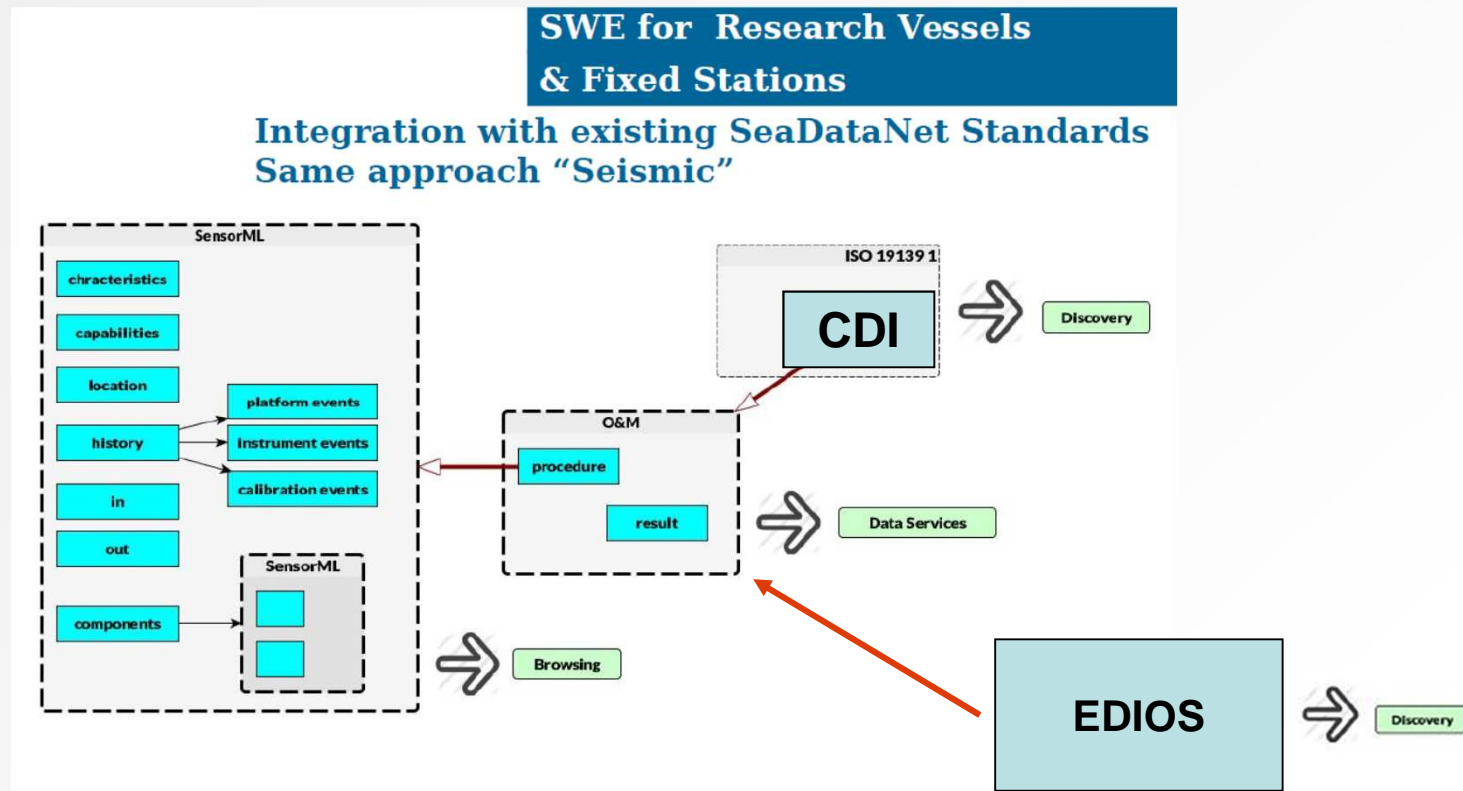 SWE for Research Vessels
& Fixed Stations
Integration with existing SeaDataNet Standards
Same approach “Seismic”
SensorML
chracteristics
capabilities
location
history
platform events
instrument events
calibration events
in
out
components
SensorML
Browsing
O&M
procedure
result
Data Services
ISO 19139 1
CDI
Discovery
EDIOS
Discovery